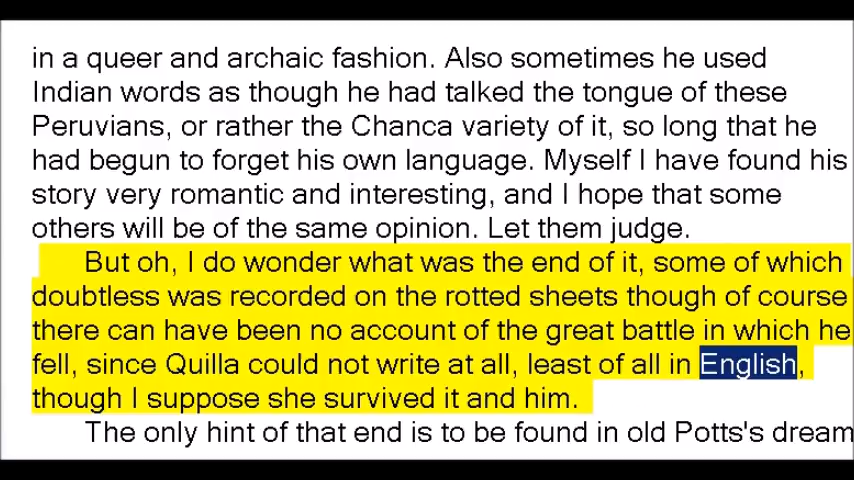 in a queer and archaic fashion. Also sometimes he used
Indian words as though he had talked the tongue of these
Peruvians, or rather the Chanca variety of it, so long that he
had begun to forget his own language. Myself I have found his
story very romantic and interesting, and I hope that some
others will be of the same opinion. Let them judge.
But oh, I do wonder what was the end of it, some of which
doubtless was recorded on the rotted sheets though of course
there can have been no account of the great battle in which he
fell, since Quilla could not write at all, least of all in English,
though I suppose she survived it and him.
The only hint of that end is to be found in old Potts's dream